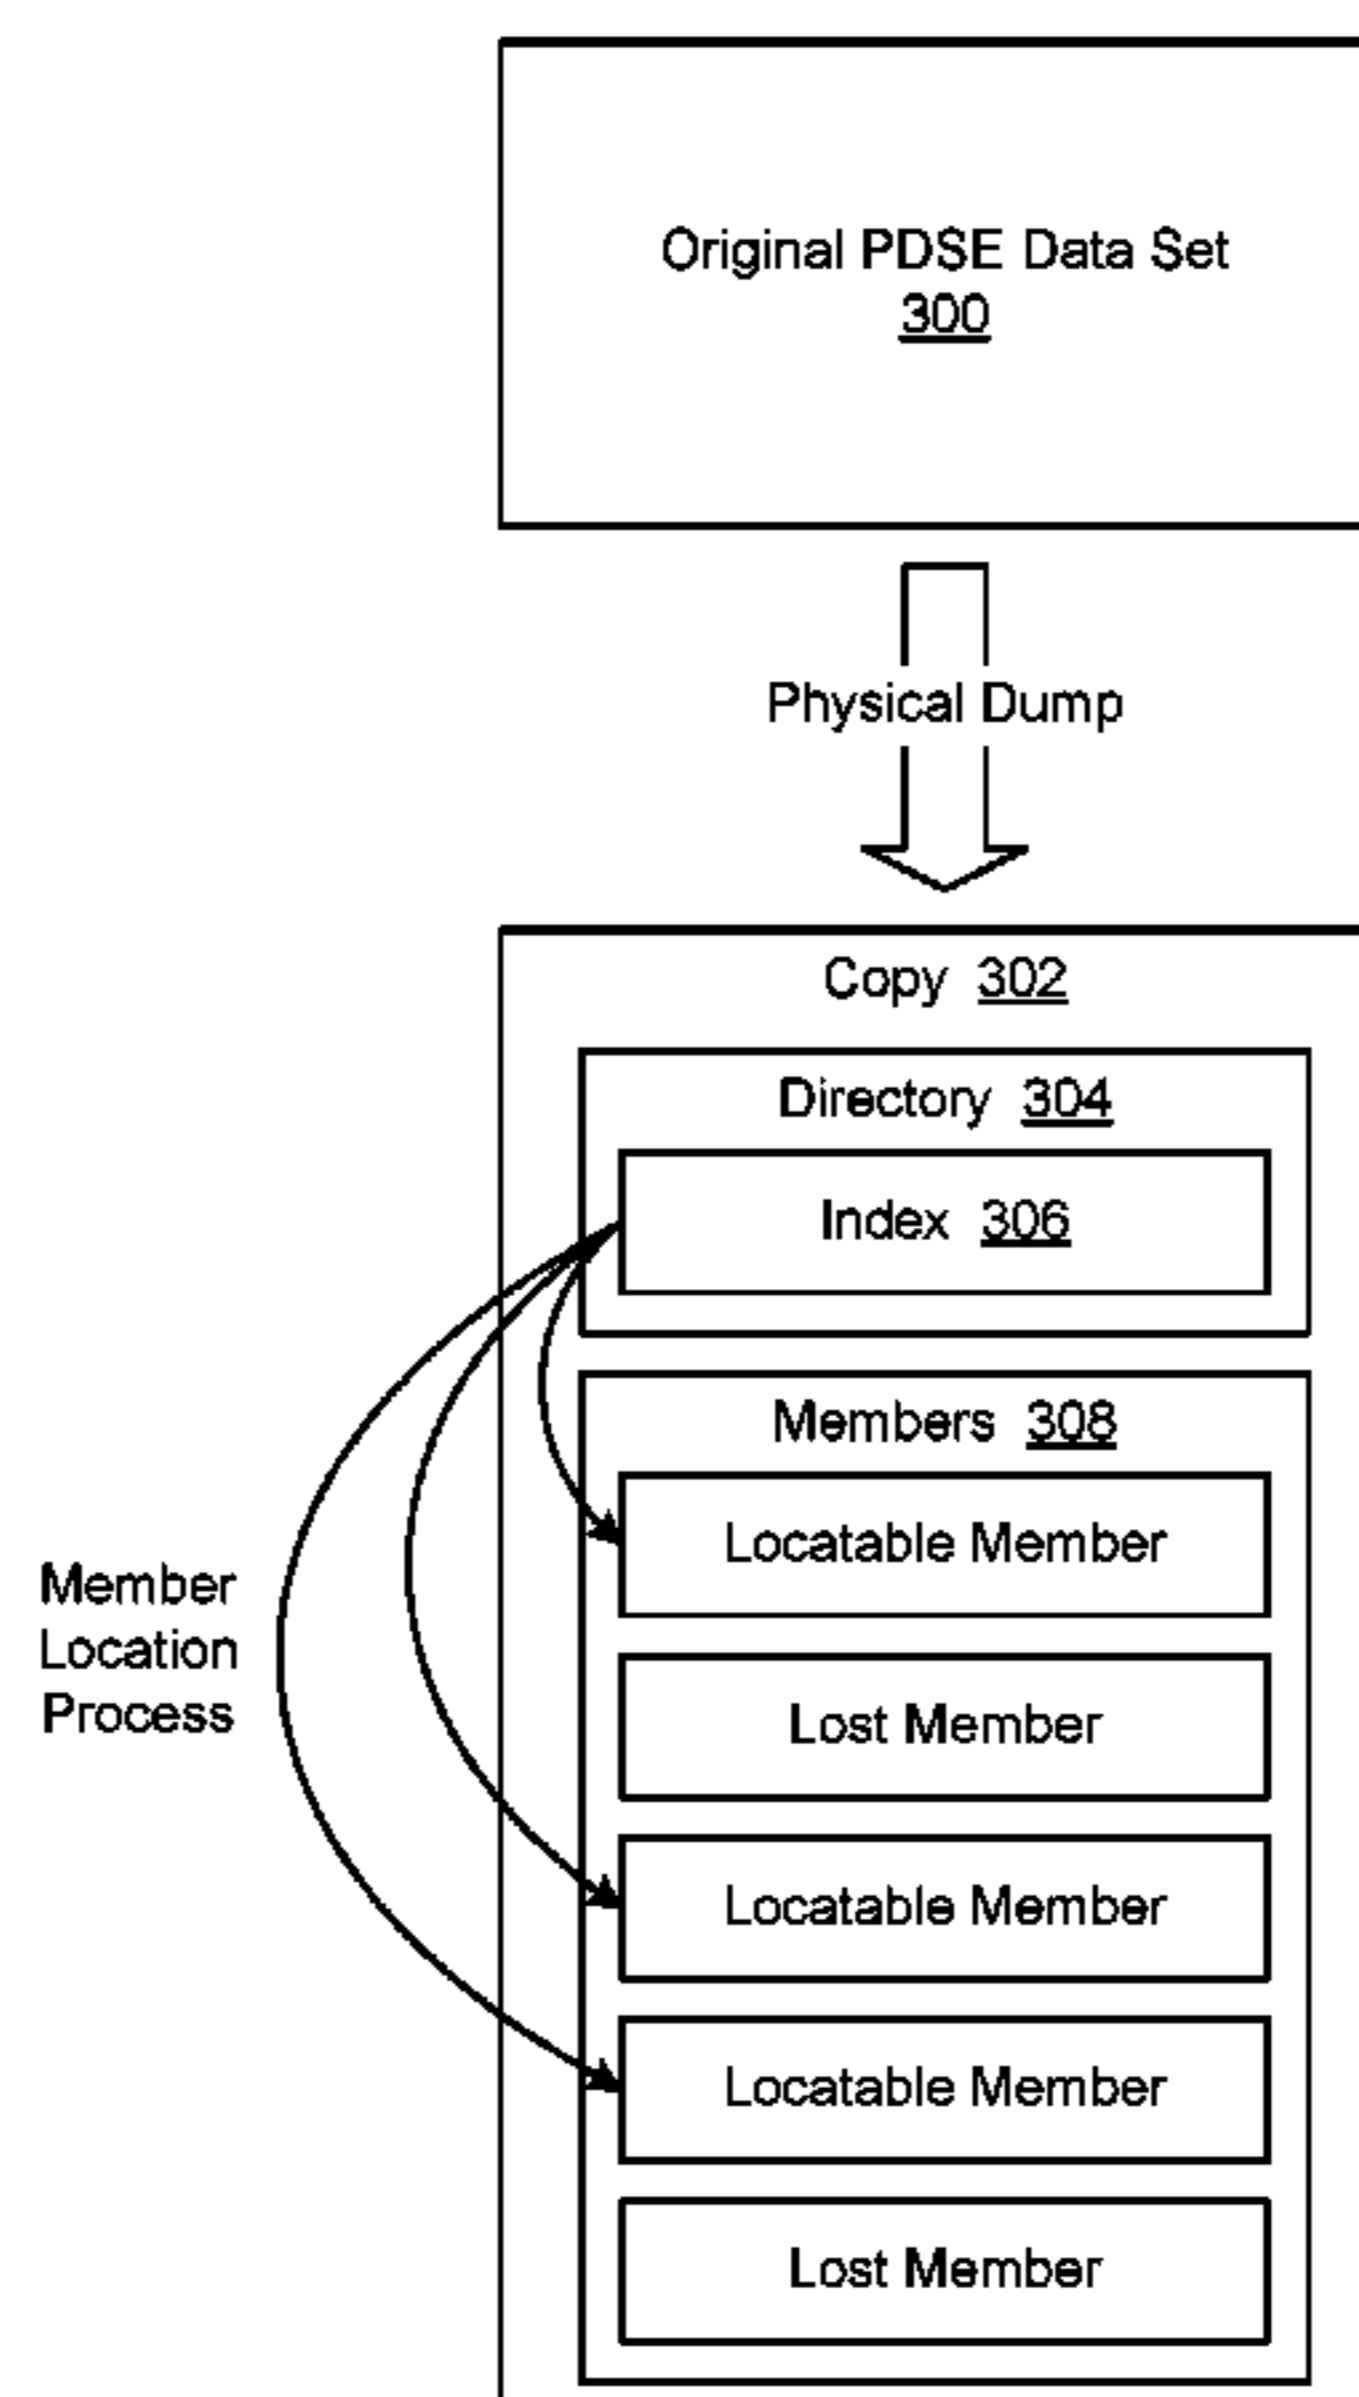 Original PDSE Data Set
300
Physical Dump
Copy 302
Directory 304
Index 306
Members 308
Locatable Member
Lost Member
Locatable Member
Locatable Member
Lost Member
Member
Location
Process